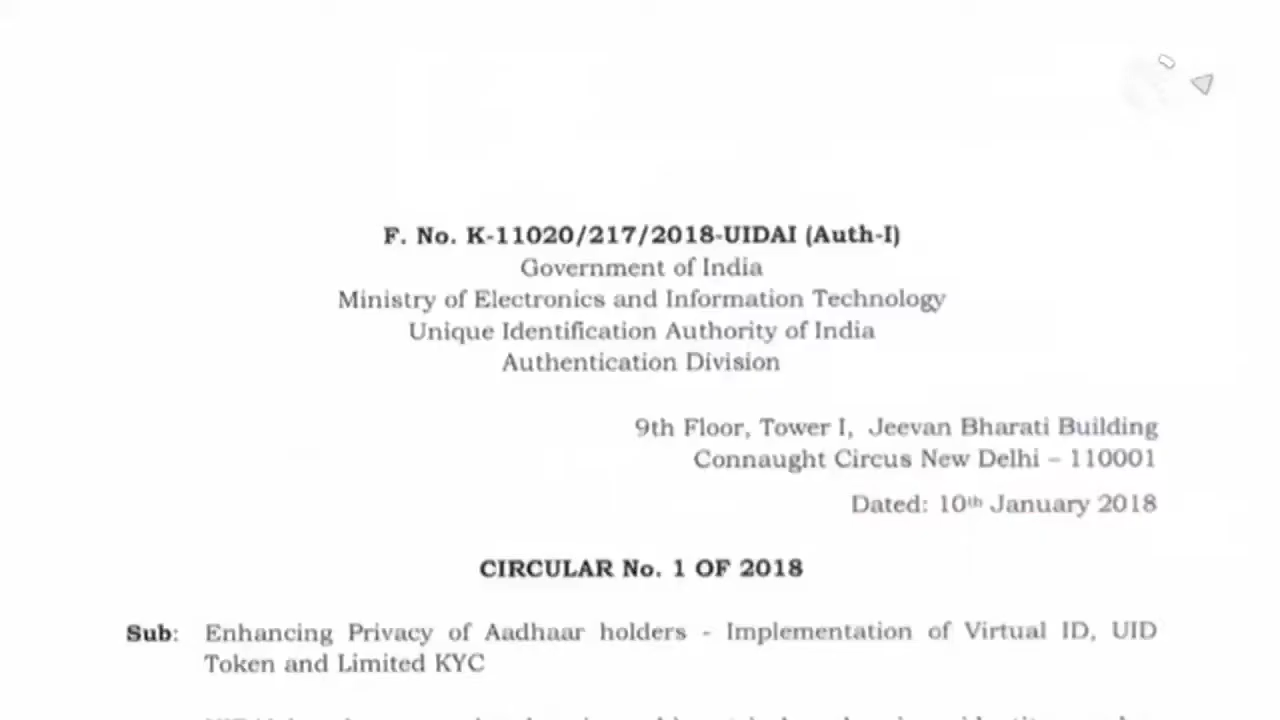 F. No. K-11020/217/2018-UIDAI (Auth-I)
Government of India
Ministry of Electronics and Information Technology
Unique Identification Authority of India
Authentication Division
9th Floor, Tower I, Jeevan Bharati Building
Connaught Circus New Delhi – 110001
Dated: 10th January 2018
CIRCULAR No. 1 OF 2018
Sub: Enhancing Privacy of Aadhaar holders - Implementation of Virtual ID, UID
Token and Limited KYC